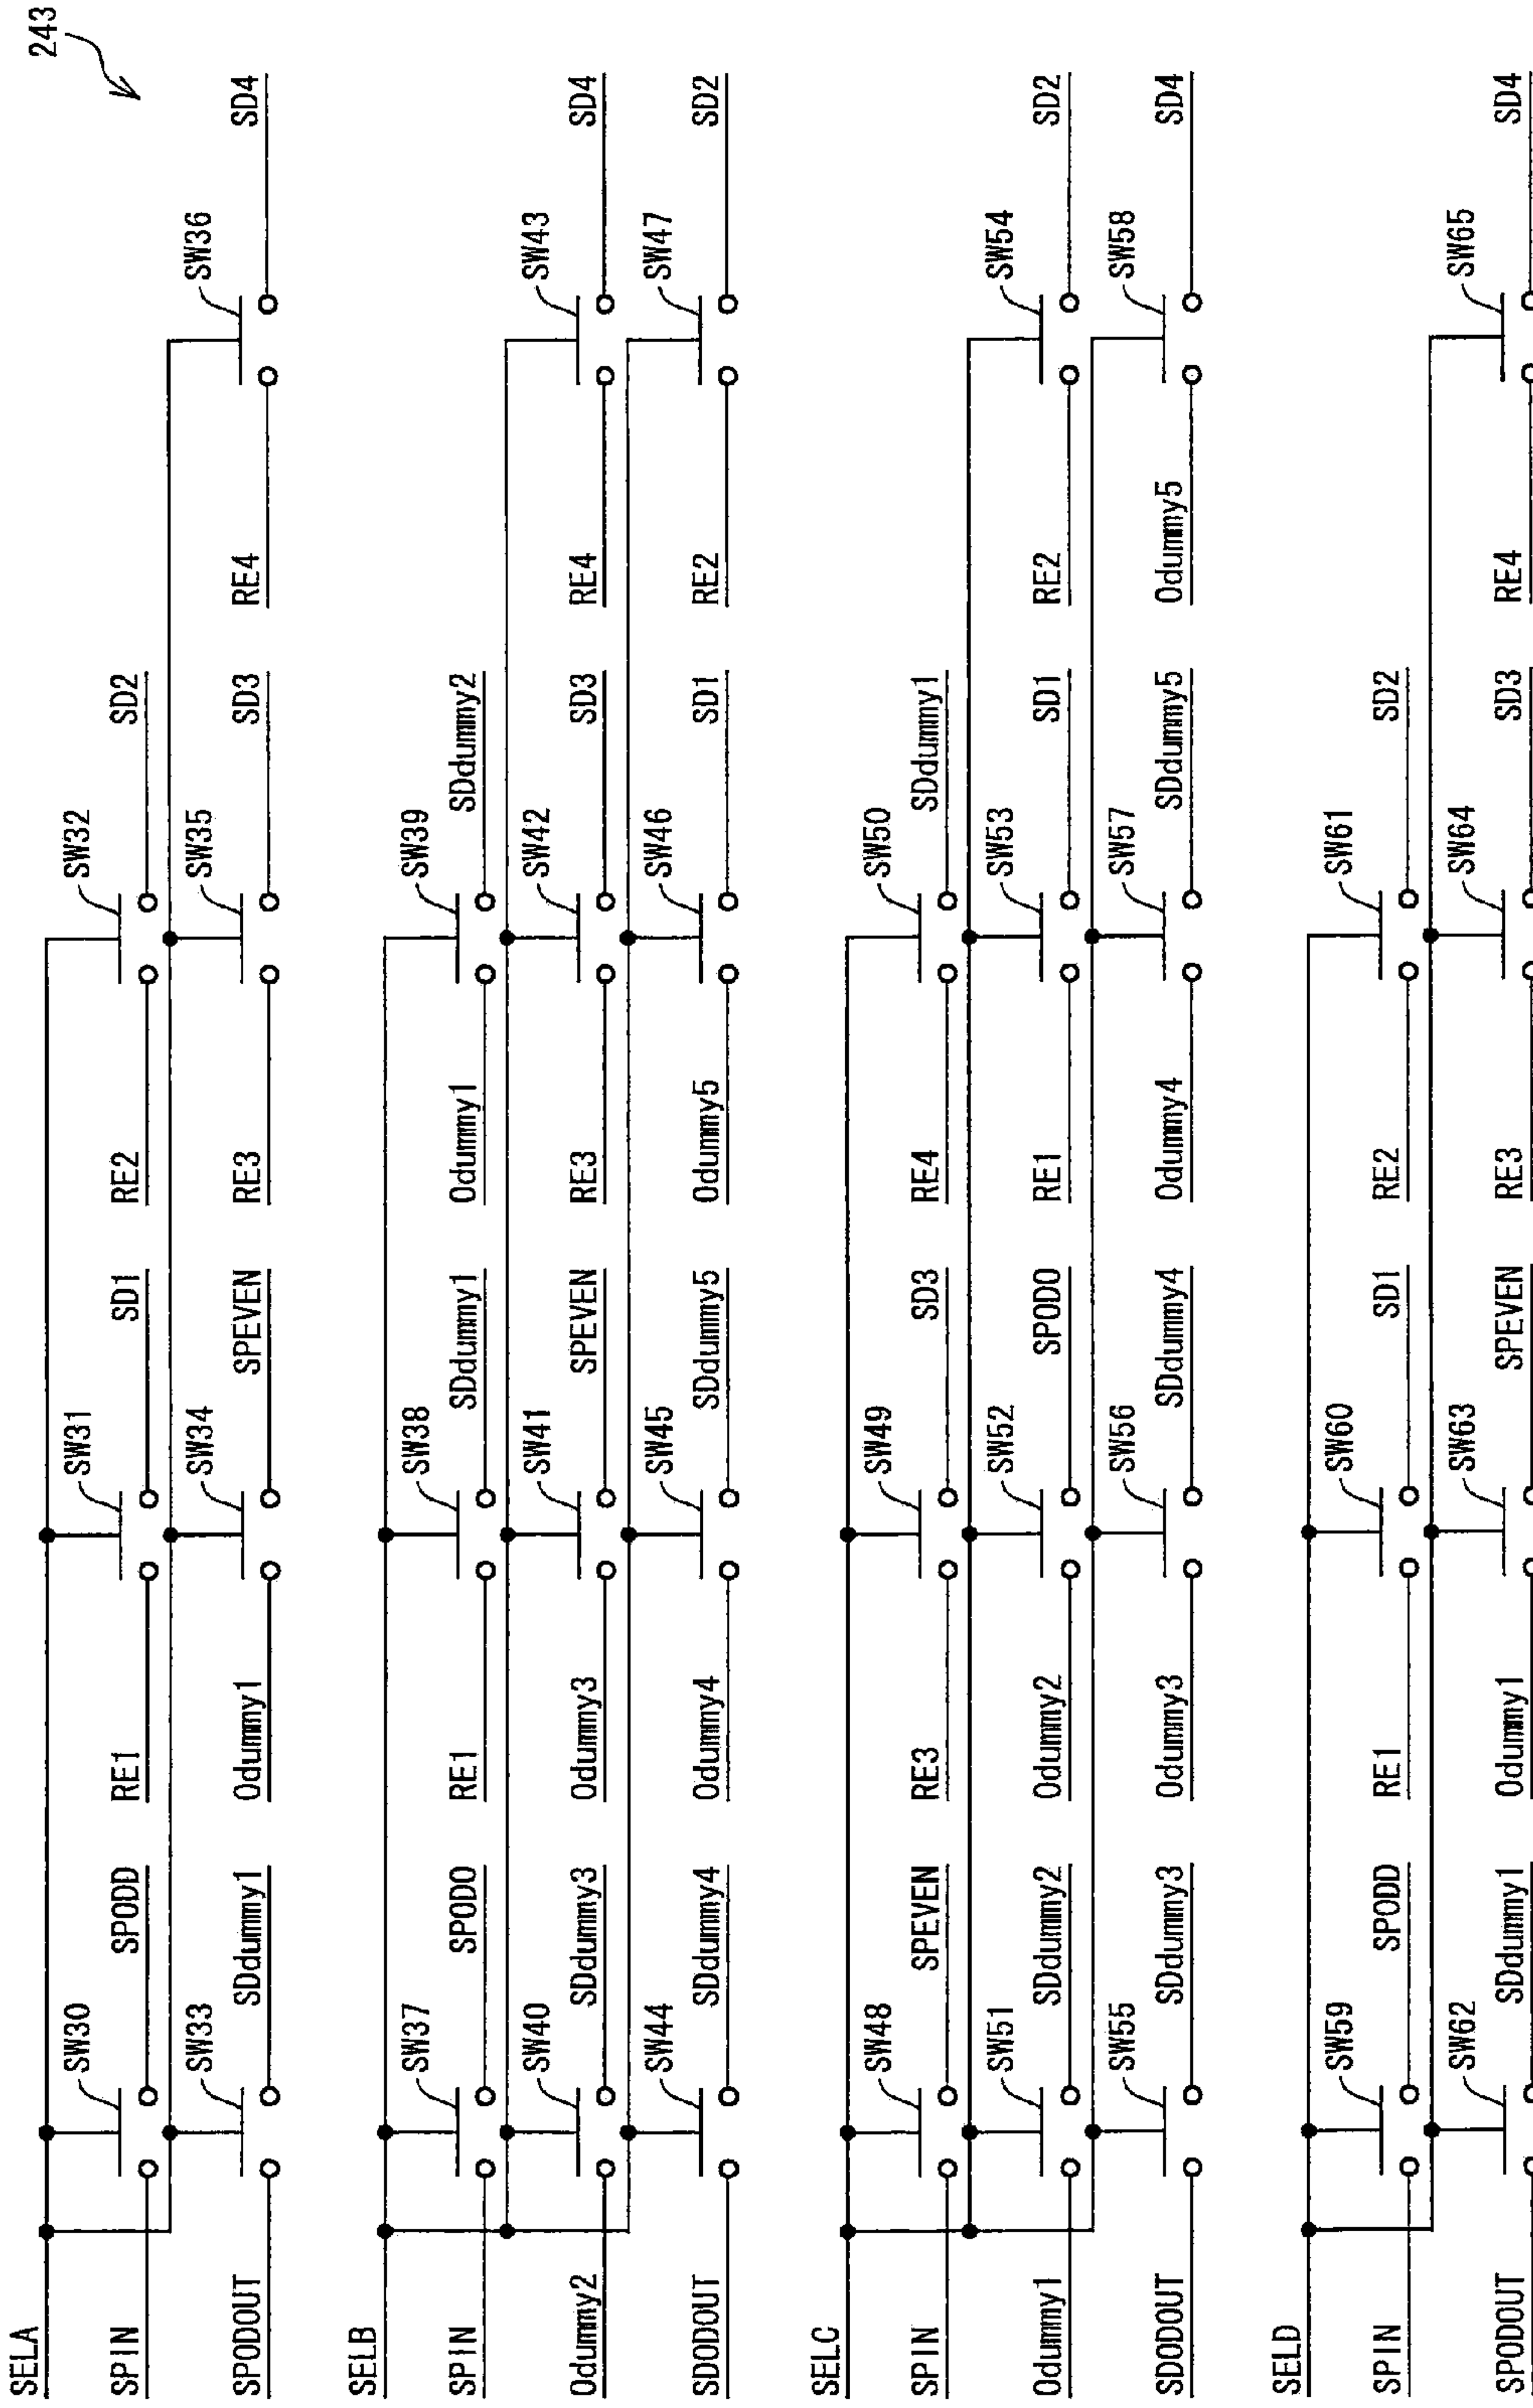 243
SELA
SW30 SW31 SW32
SPIN SPODD RE1 SD1 RE2 SD2
SW33 SW34 SW35 SW36
SPODOUT SDdummy1 Odummy1 SPEVEN RE3 SD3 RE4 SD4
SELB
SW37 SW38 SW39
SPIN SPODO RE1 SDdummy1 Odummy1 SDdummy2
SW40 SW41 SW42 SW43
Odummy2 SDdummy3 Odummy3 SPEVEN RE3 SD3 RE4 SD4
SW44 SW45 SW46 SW47
SDODOUT SDdummy4 Odummy4 SDdummy5 Odummy5 SD1 RE2 SD2
SELC
SW48 SW49 SW50
SPIN SPEVEN RE3 SD3 RE4 SDdummy1
SW51 SW52 SW53 SW54
Odummy1 SDdummy2 Odummy2 SPODO RE1 SD1 RE2 SD2
SW55 SW56 SW57 SW58
SDODOUT SDdummy3 Odummy3 SDdummy4 Odummy4 SDdummy5 Odummy5 SD4
SELD
SW59 SW60 SW61
SPIN SPODD RE1 SD1 RE2 SD2
SW62 SW63 SW64 SW65
SPODOUT SDdummy1 Odummy1 SPEVEN RE3 SD3 RE4 SD4